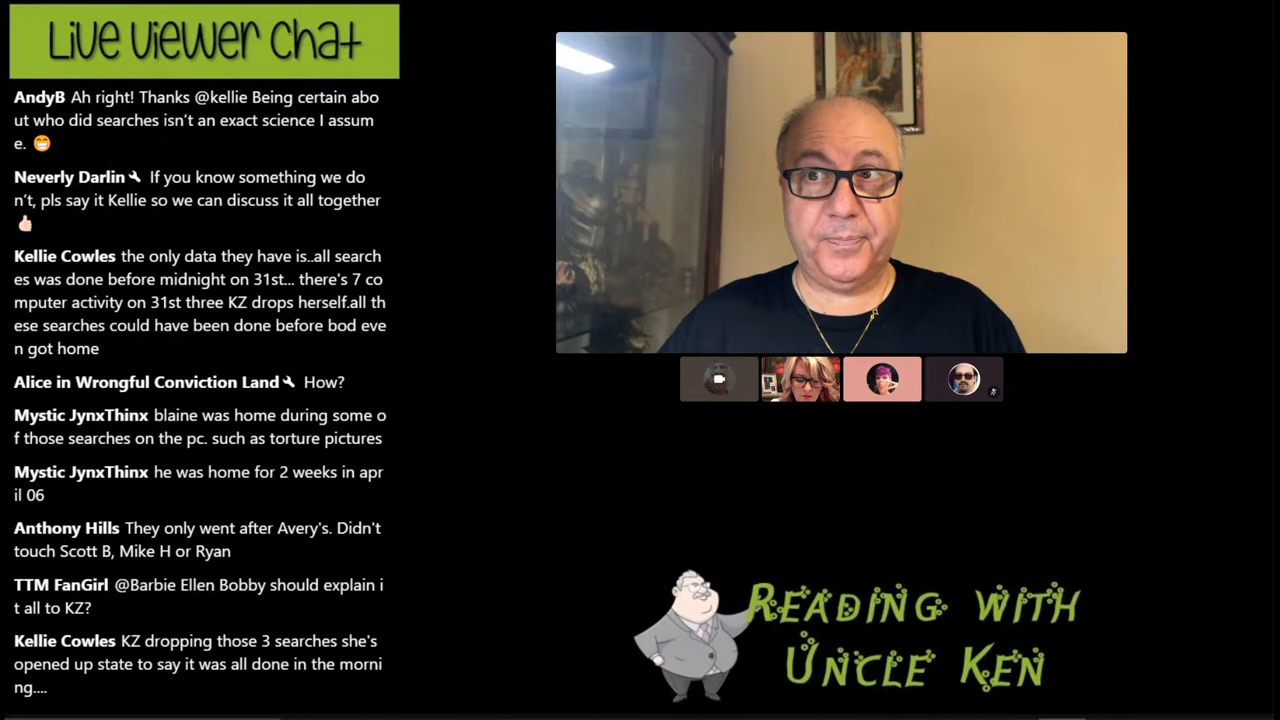 Live Viewer Chat
AndyB Ah right! Thanks @kellie Being certain abo
ut who did searches isn’t an exact science I assum
e. 😁
Neverly Darlin If you know something we do
n’t, pls say it Kellie so we can discuss it all together
👍🏻
Kellie Cowles the only data they have is..all search
es was done before midnight on 31st... there's 7 co
mputer activity on 31st three KZ drops herself.all th
ese searches could have been done before bod eve
n got home
Alice in Wrongful Conviction Land How?
Mystic JynxThinx blaine was home during some o
f those searches on the pc. such as torture pictures
Mystic JynxThinx he was home for 2 weeks in apr
il 06
Anthony Hills They only went after Avery's. Didn't
touch Scott B, Mike H or Ryan
TTM FanGirl @Barbie Ellen Bobby should explain i
t all to KZ?
Kellie Cowles KZ dropping those 3 searches she's
opened up state to say it was all done in the morni
ng....
Reading with
Uncle Ken